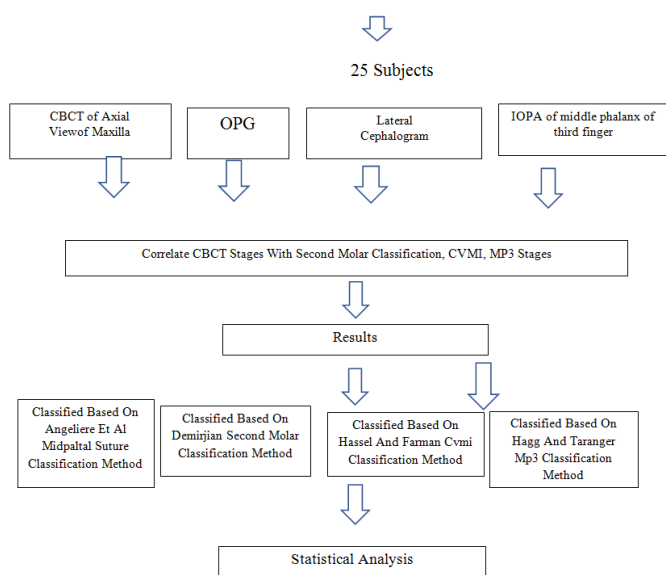 25 Subjects
CBCT of Axial
Viewof Maxilla
OPG
Lateral
Cephalogram
IOPA of middle phalanx of
third finger
Correlate CBCT Stages With Second Molar Classification, CVMI, MP3 Stages
Results
Classified Based On
Angeliere Et Al
Midpaltal Suture
Classification Method
Classified Based On
Demirjian Second Molar
Classification Method
Classified Based On
Hassel And Farman Cvmi
Classification Method
Classified Based On
Hagg And Taranger
Mp3 Classification
Method
Statistical Analysis